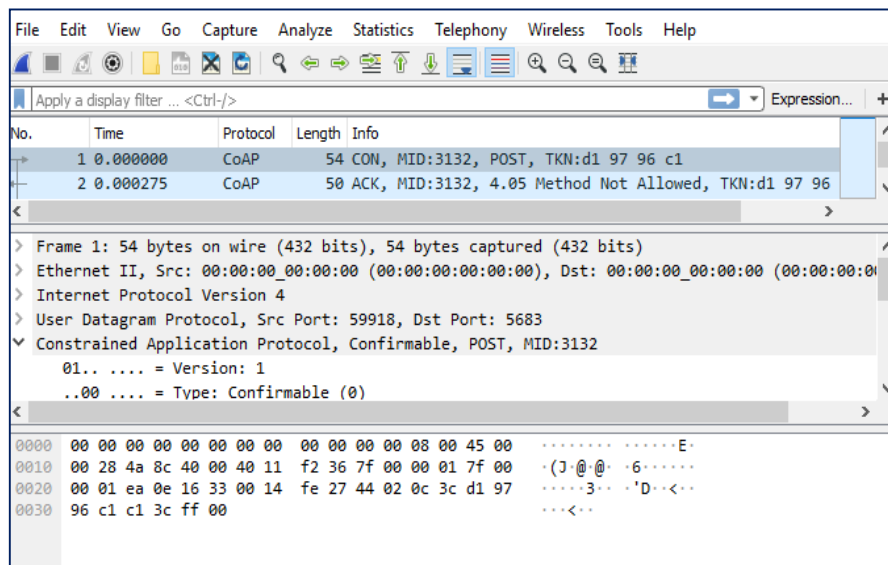 File Edit View Go Capture Analyze Statistics Telephony Wireless Tools Help
Apply a display filter ... <Ctrl-/> Expression... +
No. Time Protocol Length Info
1 0.000000 CoAP 54 CON, MID:3132, POST, TKN:d1 97 96 c1
2 0.000275 CoAP 50 ACK, MID:3132, 4.05 Method Not Allowed, TKN:d1 97 96
> Frame 1: 54 bytes on wire (432 bits), 54 bytes captured (432 bits)
> Ethernet II, Src: 00:00:00_00:00:00 (00:00:00:00:00:00), Dst: 00:00:00_00:00:00 (00:00:00:0
> Internet Protocol Version 4
> User Datagram Protocol, Src Port: 59918, Dst Port: 5683
Constrained Application Protocol, Confirmable, POST, MID:3132
01.. .... = Version: 1
..00 .... = Type: Confirmable (0)
0000 00 00 00 00 00 00 00 00 00 00 00 00 08 00 45 00 ········ ······E·
0010 00 28 4a 8c 40 00 40 11 f2 36 7f 00 00 01 7f 00 ·(J·@·@· ·6······
0020 00 01 ea 0e 16 33 00 14 fe 27 44 02 0c 3c d1 97 ·····3·· ·'D··<··
0030 96 c1 c1 3c ff 00 ···<··